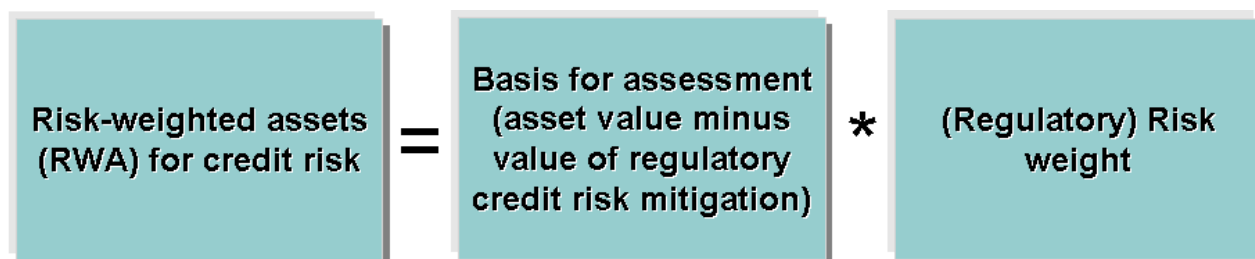 Risk-weighted assets
(RWA) for credit risk
=
Basis for assessment
(asset value minus
value of regulatory
credit risk mitigation)
*
(Regulatory) Risk
weight